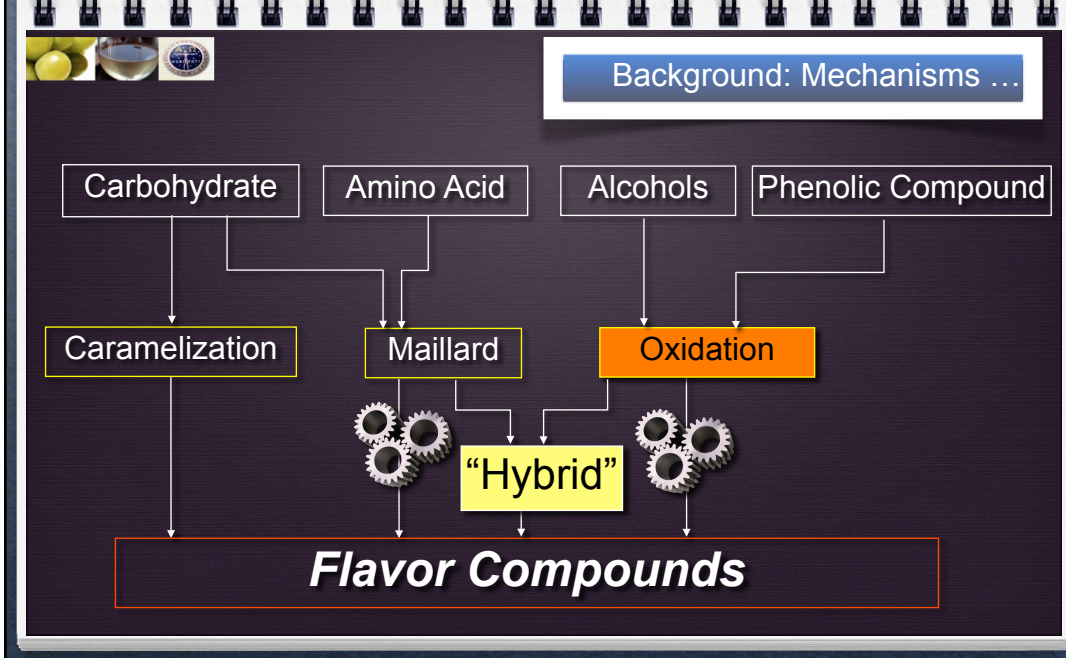 Background: Mechanisms …
Carbohydrate
Amino Acid
Alcohols
Phenolic Compound
Caramelization
Maillard
Oxidation
“Hybrid”
Flavor Compounds